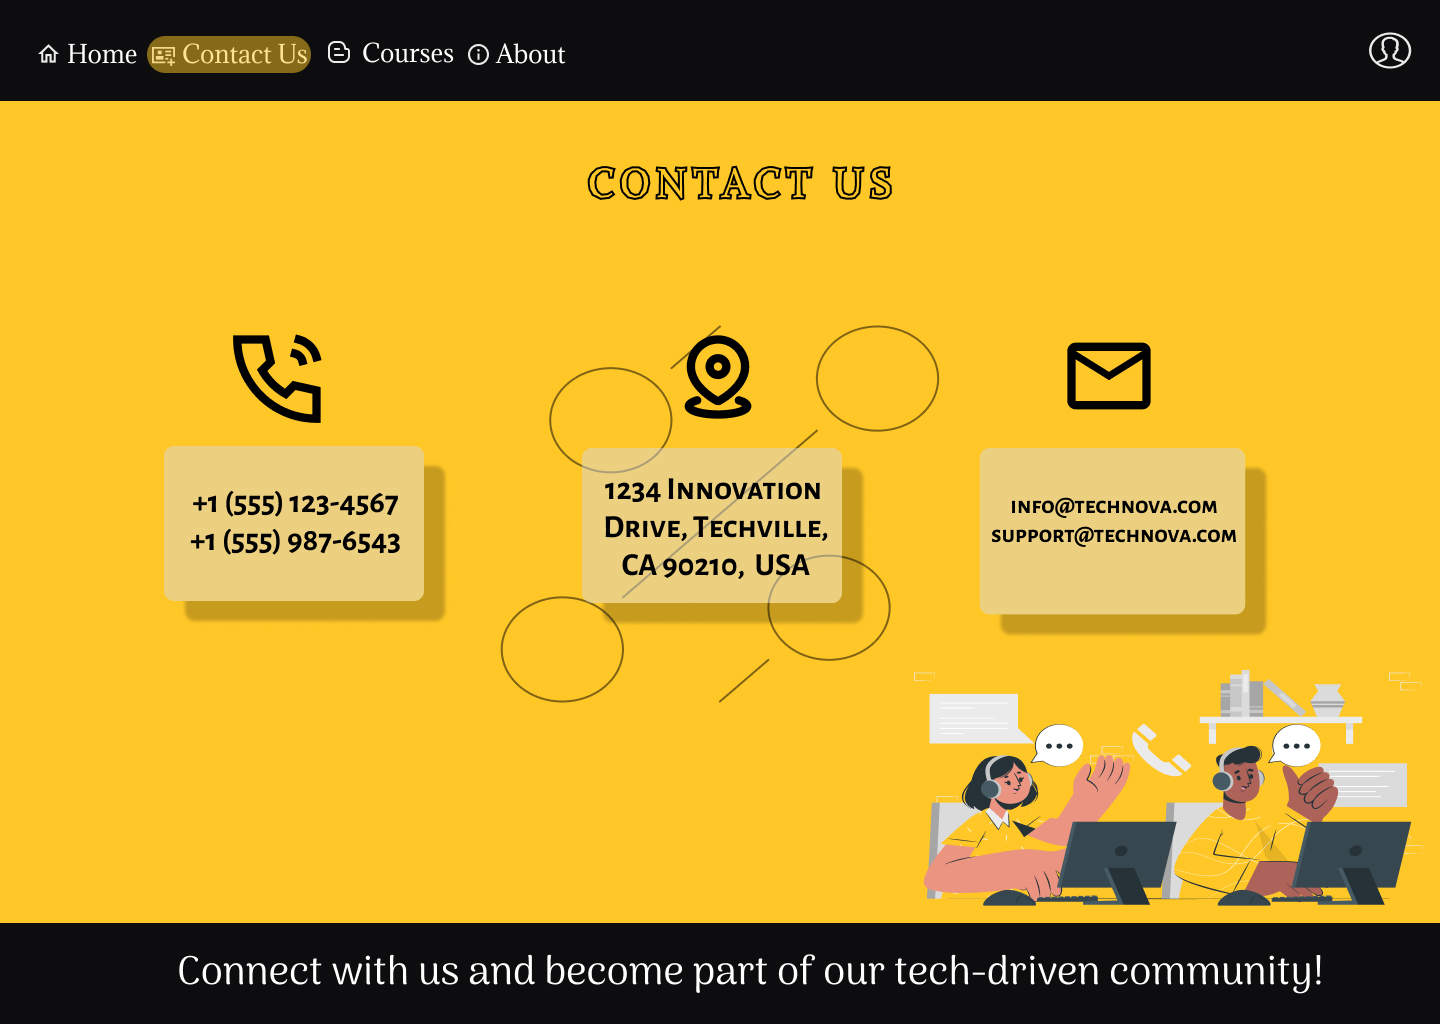 Home Contact Us Courses About
CONTACT US
+1 (555) 123-4567
+1 (555) 987-6543
1234 Innovation
Drive, Techville,
CA 90210, USA
info@technova.com
support@technova.com
Connect with us and become part of our tech-driven community!